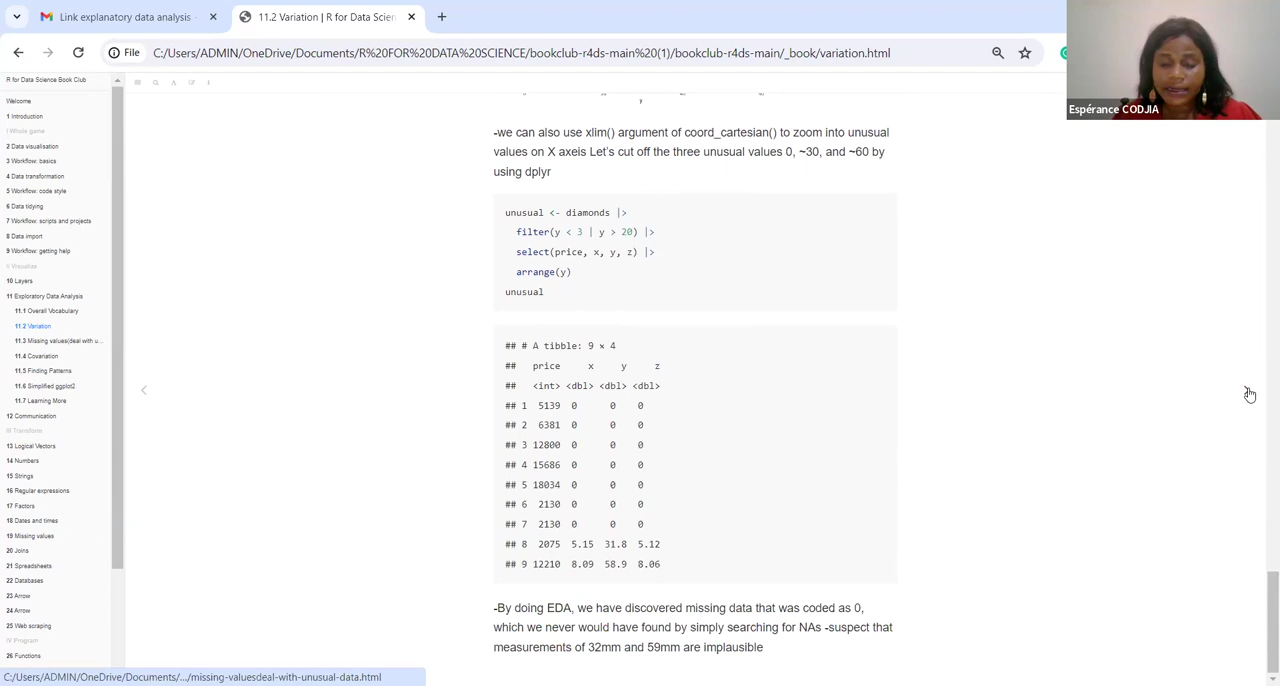 Link explanatory data analysis
11.2 Variation | R for Data Scien
File
C:/Users/ADMIN/OneDrive/Documents/R%20FOR%20DATA%20SCIENCE/bookclub-r4ds-main%20(1)/bookclub-r4ds-main/_book/variation.html
R for Data Science Book Club
Welcome
1 Introduction
I Whole game
2 Data visualisation
3 Workflow: basics
4 Data transformation
5 Workflow: code style
6 Data tidying
7 Workflow: scripts and projects
8 Data import
9 Workflow: getting help
II Visualize
10 Layers
11 Exploratory Data Analysis
11.1 Overall Vocabulary
11.2 Variation
11.3 Missing values(deal with u...
11.4 Covariation
11.5 Finding Patterns
11.6 Simplified ggplot2
11.7 Learning More
12 Communication
III Transform
13 Logical Vectors
14 Numbers
15 Strings
16 Regular expressions
17 Factors
18 Dates and times
19 Missing values
20 Joins
21 Spreadsheets
22 Databases
23 Arrow
24 Arrow
25 Web scraping
IV Program
26 Functions
y
-we can also use xlim() argument of coord_cartesian() to zoom into unusual
values on X axeis Let's cut off the three unusual values 0, ~30, and ~60 by
using dplyr
unusual <- diamonds |>
filter(y < 3 | y > 20) |>
select(price, x, y, z) |>
arrange(y)
unusual
## # A tibble: 9 × 4
## price x y z
## <int> <dbl> <dbl> <dbl>
## 1 5139 0 0 0
## 2 6381 0 0 0
## 3 12800 0 0 0
## 4 15686 0 0 0
## 5 18034 0 0 0
## 6 2130 0 0 0
## 7 2130 0 0 0
## 8 2075 5.15 31.8 5.12
## 9 12210 8.09 58.9 8.06
-By doing EDA, we have discovered missing data that was coded as 0,
which we never would have found by simply searching for NAs -suspect that
measurements of 32mm and 59mm are implausible
Espérance CODJIA
C:/Users/ADMIN/OneDrive/Documents/.../missing-valuesdeal-with-unusual-data.html